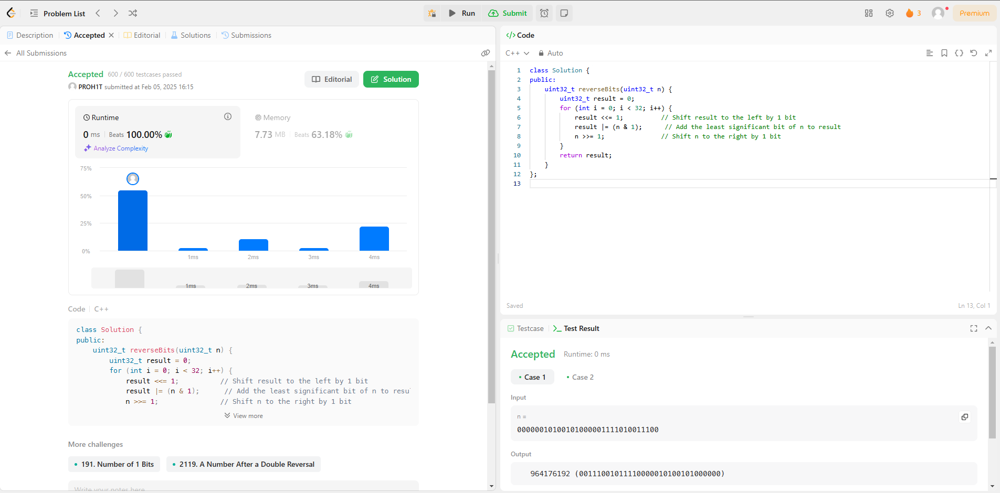 Problem List
Run
Submit
3
Premium
Description
Accepted
Editorial
Solutions
Submissions
All Submissions
Accepted 600 / 600 testcases passed
PROH1T submitted at Feb 05, 2025 16:15
Editorial
Solution
Runtime
0 ms | Beats 100.00%
Analyze Complexity
Memory
7.73 MB | Beats 63.18%
75%
50%
25%
0%
1ms 2ms 3ms 4ms
1ms 2ms 3ms 4ms
Code | C++
class Solution {
public:
    uint32_t reverseBits(uint32_t n) {
        uint32_t result = 0;
        for (int i = 0; i < 32; i++) {
            result <<= 1;          // Shift result to the left by 1 bit
            result |= (n & 1);      // Add the least significant bit of n to resu
            n >>= 1;               // Shift n to the right by 1 bit
View more
More challenges
191. Number of 1 Bits
2119. A Number After a Double Reversal
Write your notes here
Code
C++
Auto
1 class Solution {
2 public:
3     uint32_t reverseBits(uint32_t n) {
4         uint32_t result = 0;
5         for (int i = 0; i < 32; i++) {
6             result <<= 1;          // Shift result to the left by 1 bit
7             result |= (n & 1);      // Add the least significant bit of n to result
8             n >>= 1;               // Shift n to the right by 1 bit
9         }
10         return result;
11     }
12 };
13
Saved
Ln 13, Col 1
Testcase
Test Result
Accepted Runtime: 0 ms
Case 1
Case 2
Input
n =
00000010100101000001111010011100
Output
964176192 (00111001011110000010100101000000)